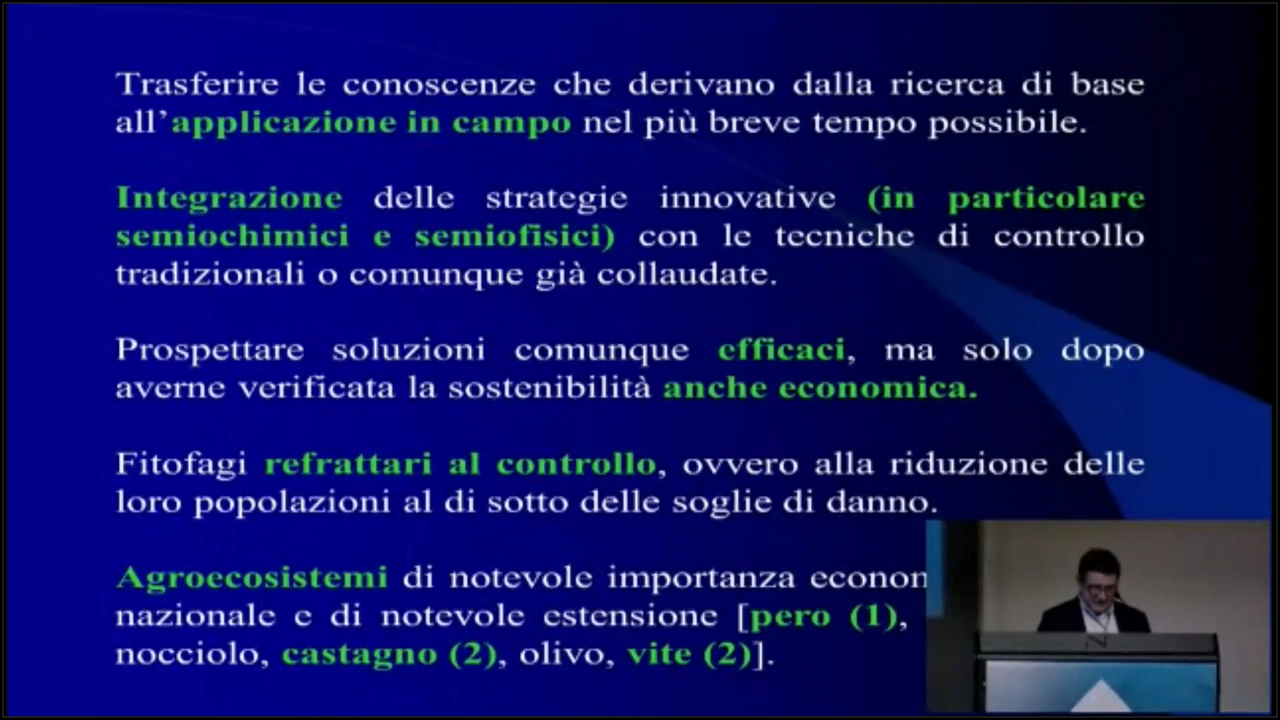 Trasferire le conoscenze che derivano dalla ricerca di base
all'applicazione in campo nel più breve tempo possibile.
Integrazione delle strategie innovative (in particolare
semiochimici e semiofisici) con le tecniche di controllo
tradizionali o comunque già collaudate.
Prospettare soluzioni comunque efficaci, ma solo dopo
averne verificata la sostenibilità anche economica.
Fitofagi refrattari al controllo, ovvero alla riduzione delle
loro popolazioni al di sotto delle soglie di danno.
Agroecosistemi di notevole importanza econom
nazionale e di notevole estensione [pero (1),
nocciolo, castagno (2), olivo, vite (2)].